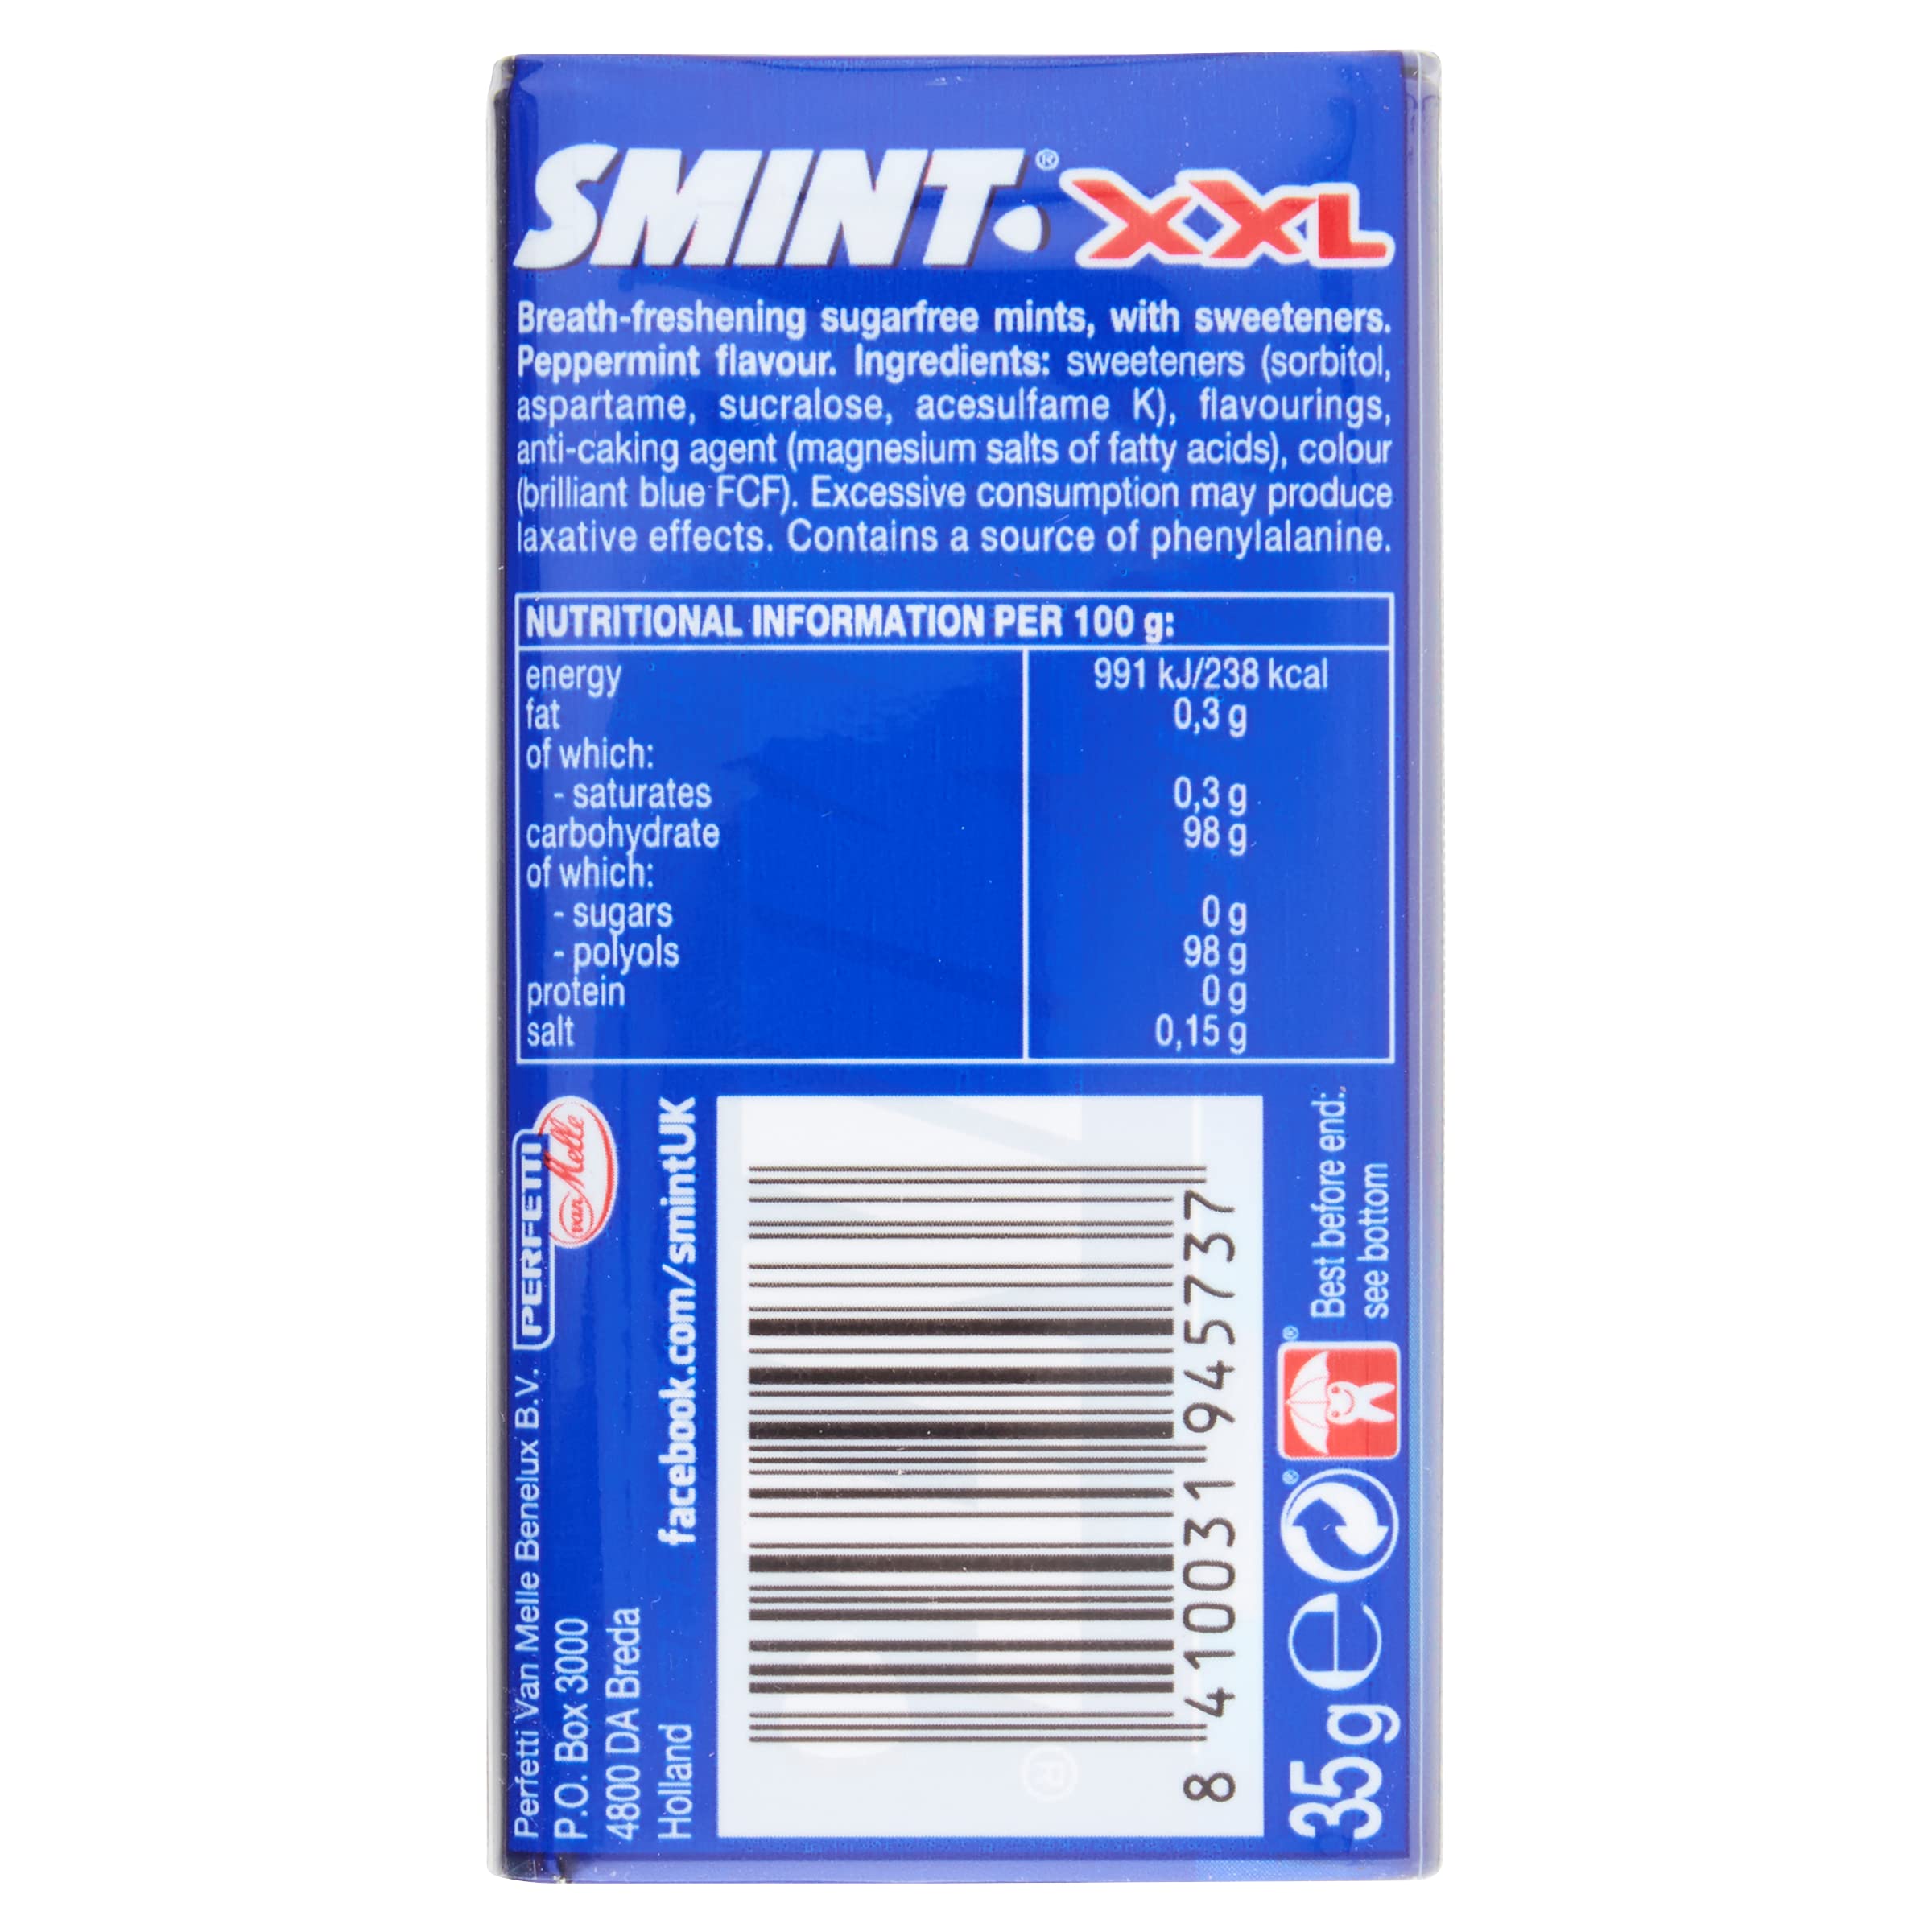 SMINT® XXL
Breath-freshening sugarfree mints, with sweeteners.
Peppermint flavour. Ingredients: sweeteners (sorbitol,
aspartame, sucralose, acesulfame K), flavourings,
anti-caking agent (magnesium salts of fatty acids), colour
(brilliant blue FCF). Excessive consumption may produce
laxative effects. Contains a source of phenylalanine.
NUTRITIONAL INFORMATION PER 100 g:
energy 991 kJ/238 kcal
fat 0,3 g
of which:
- saturates 0,3 g
carbohydrate 98 g
of which:
- sugars 0 g
- polyols 98 g
protein 0 g
salt 0,15 g
Perfetti Van Melle Benelux B.V.
P.O. Box 3000
4800 DA Breda
Holland
PERFETTI
van Melle
facebook.com/smintUK
8 410031 945737
35 g e
Best before end:
see bottom